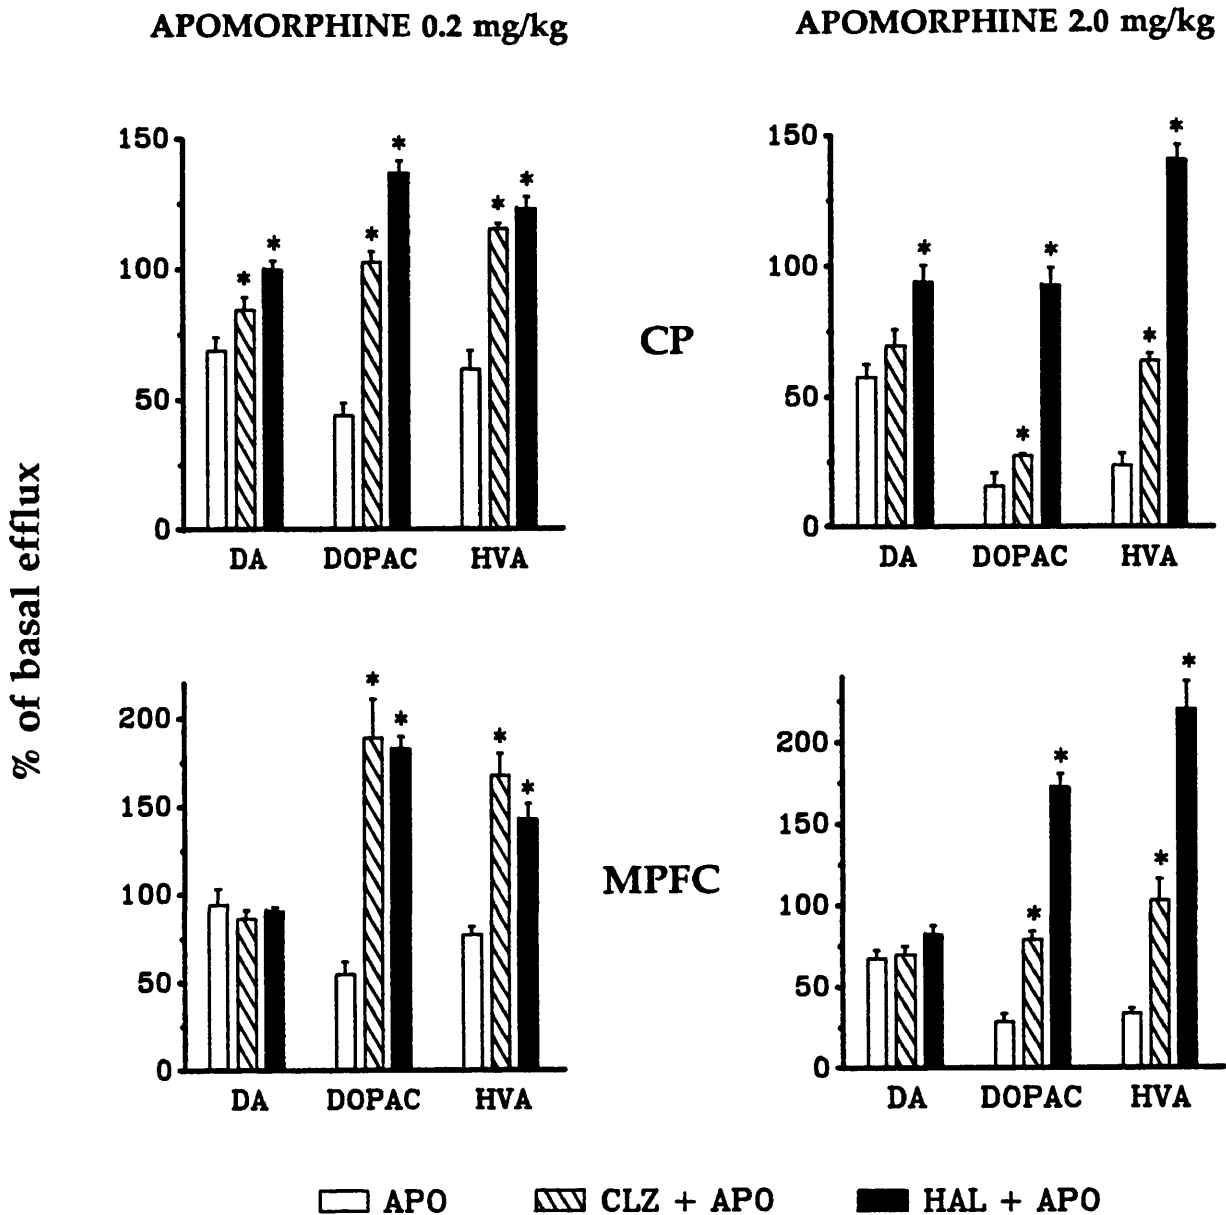 APOMORPHINE 0.2 mg/kg
APOMORPHINE 2.0 mg/kg
% of basal efflux
150
100
50
0
* * * * * *
DA DOPAC HVA
CP
150
100
50
0
* * * * *
DA DOPAC HVA
200
150
100
50
0
* * * *
DA DOPAC HVA
MPFC
200
150
100
50
0
* * * *
DA DOPAC HVA
APO CLZ + APO HAL + APO